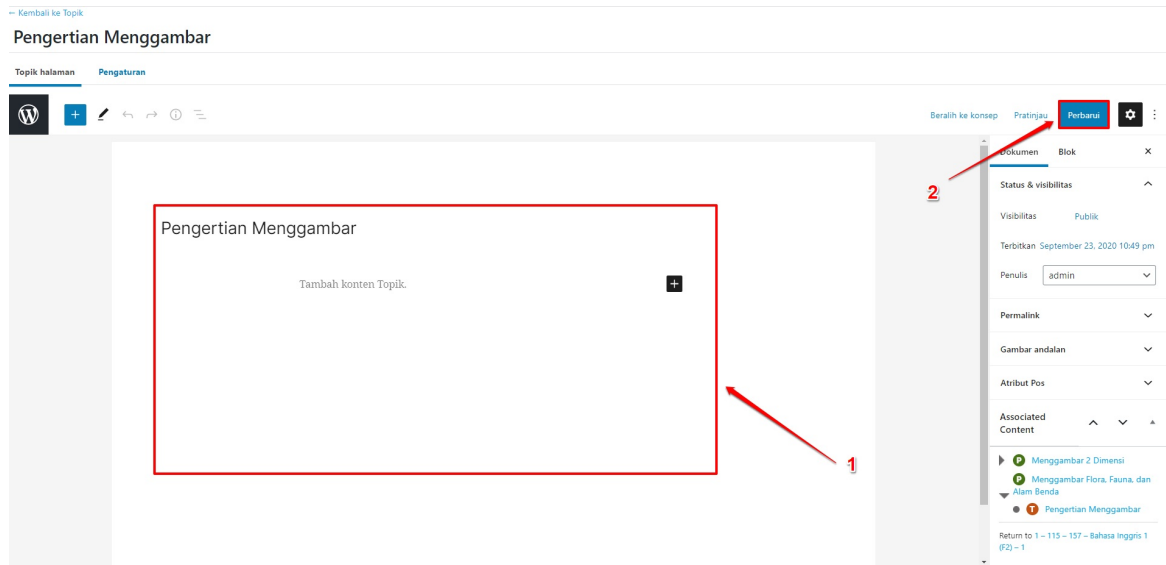 ← Kembali ke Topik
Pengertian Menggambar
Topik halaman Pengaturan
Beralih ke konsep Pratinjau Perbarui
Dokumen Blok
2
Status & visibilitas
Visibilitas Publik
Pengertian Menggambar
Terbitkan September 23, 2020 10:49 pm
Penulis admin
Tambah konten Topik.
Permalink
Gambar andalan
Atribut Pos
Associated
Content
1
P Menggambar 2 Dimensi
P Menggambar Flora, Fauna, dan
Alam Benda
T Pengertian Menggambar
Return to 1 – 115 – 157 – Bahasa Inggris 1
(F2) – 1